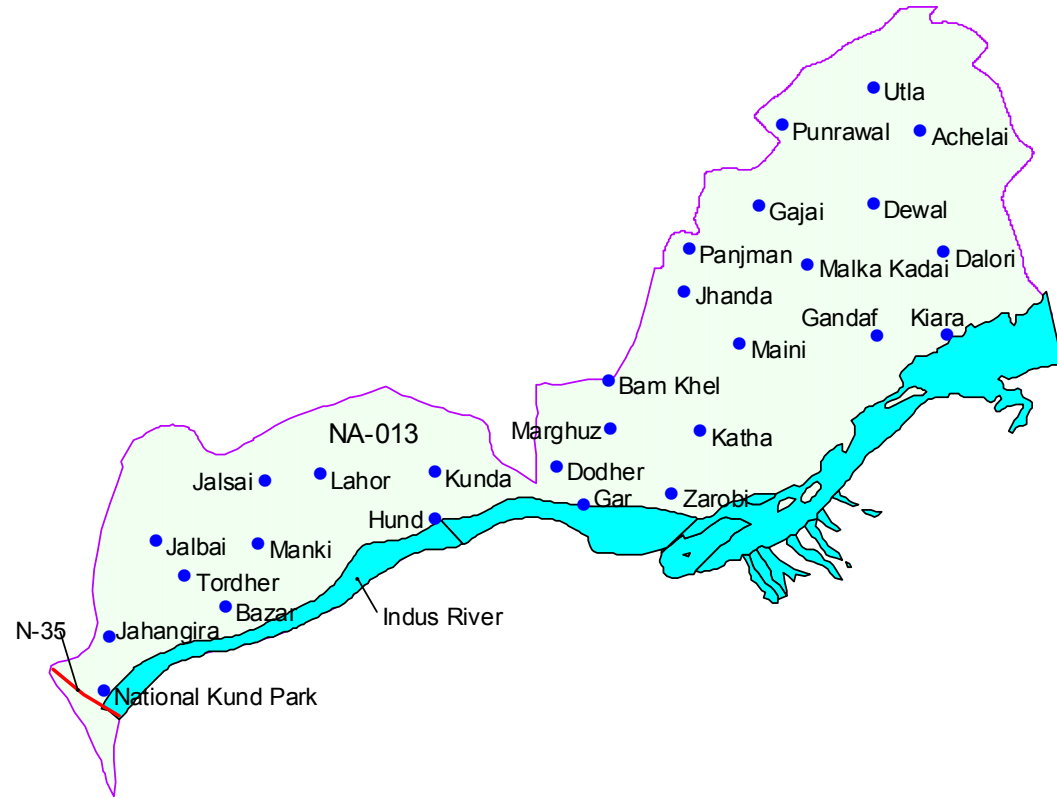 Utla
Punrawal
Achelai
Gajai
Dewal
Panjman
Malka Kadai
Dalori
Jhanda
Gandaf
Kiara
Maini
Bam Khel
NA-013
Marghuz
Katha
Jalsai
Lahor
Kunda
Dodher
Gar
Zarobi
Hund
Jalbai
Manki
Tordher
Bazar
Indus River
N-35
Jahangira
National Kund Park